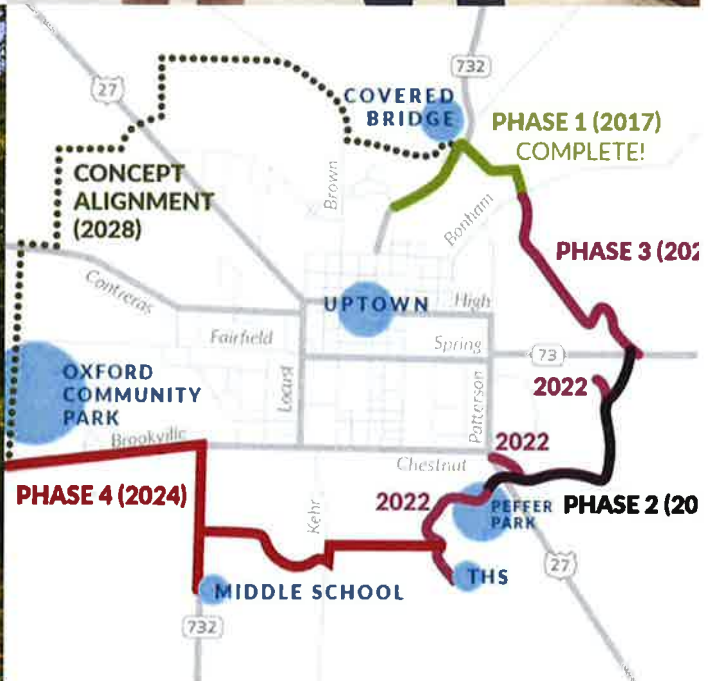 732
27
COVERED
BRIDGE
PHASE 1 (2017)
COMPLETE!
CONCEPT
ALIGNMENT
(2028)
Brown
Bonham
PHASE 3 (202
Contreras
UPTOWN
High
Fairfield
Spring
73
OXFORD
COMMUNITY
PARK
Locust
Patterson
2022
Brookville
2022
Chestnut
PHASE 4 (2024)
2022
PEFFER
PARK
PHASE 2 (20
Kehr
27
THS
MIDDLE SCHOOL
732